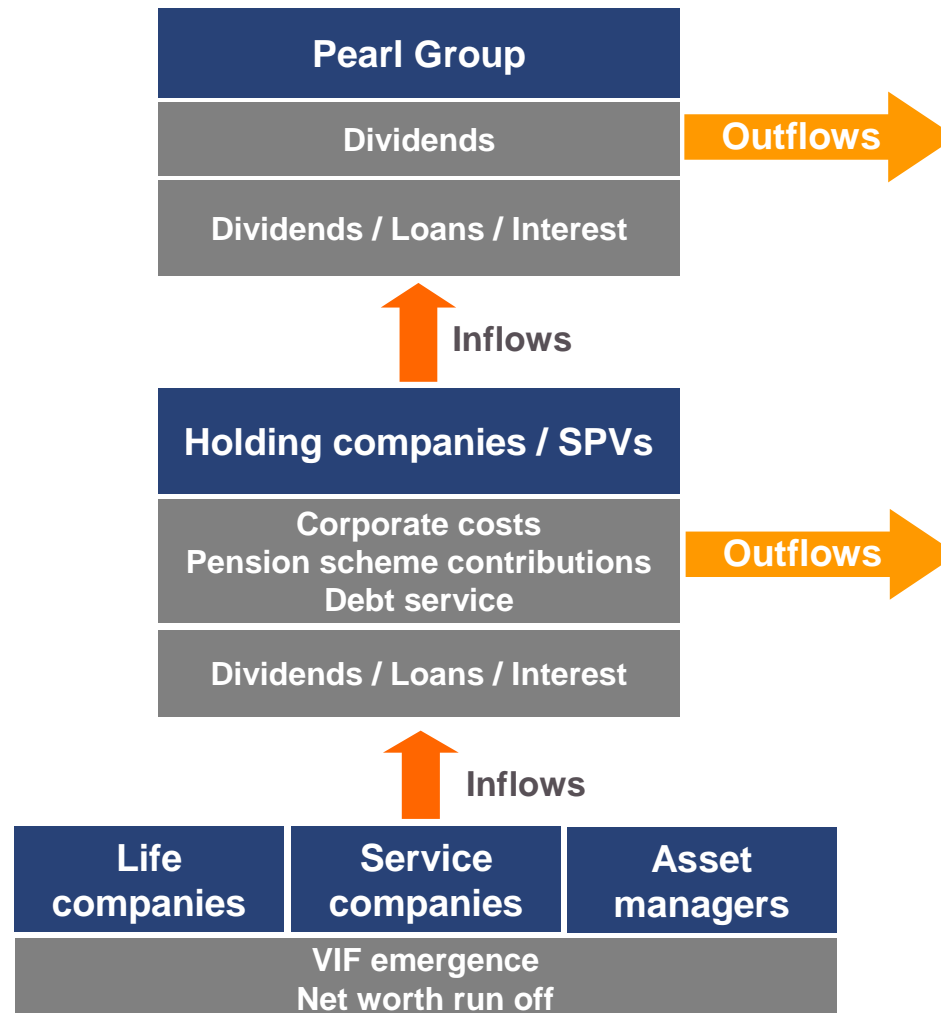 Pearl Group
Dividends
Outflows
Dividends / Loans / Interest
Inflows
Holding companies / SPVs
Corporate costs
Pension scheme contributions
Debt service
Outflows
Dividends / Loans / Interest
Inflows
Life
companies
Service
companies
Asset
managers
VIF emergence
Net worth run off